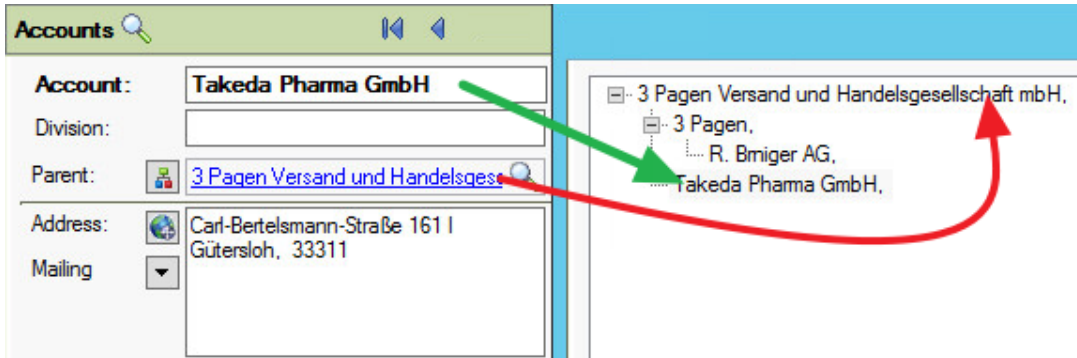 Accounts
Account:
Takeda Pharma GmbH
Division:
Parent:
3 Pagen Versand und Handelsges
Address:
Carl-Bertelsmann-Straße 161 I
Gütersloh, 33311
Mailing
3 Pagen Versand und Handelsgesellschaft mbH,
3 Pagen,
R. Bmiger AG,
Takeda Pharma GmbH,